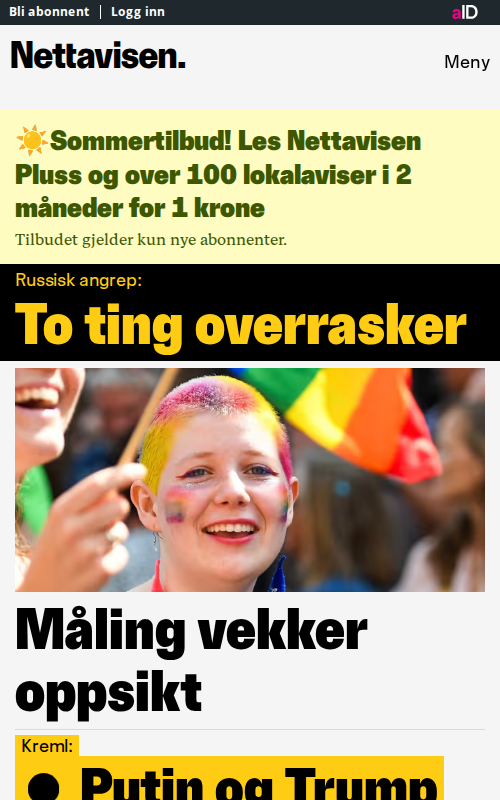 Bli abonnent | Logg inn
aID
Nettavisen.
Meny
☀️Sommertilbud! Les Nettavisen
Pluss og over 100 lokalaviser i 2
måneder for 1 krone
Tilbudet gjelder kun nye abonnenter.
Russisk angrep:
To ting overrasker
Måling vekker
oppsikt
Kreml:
● Putin og Trump